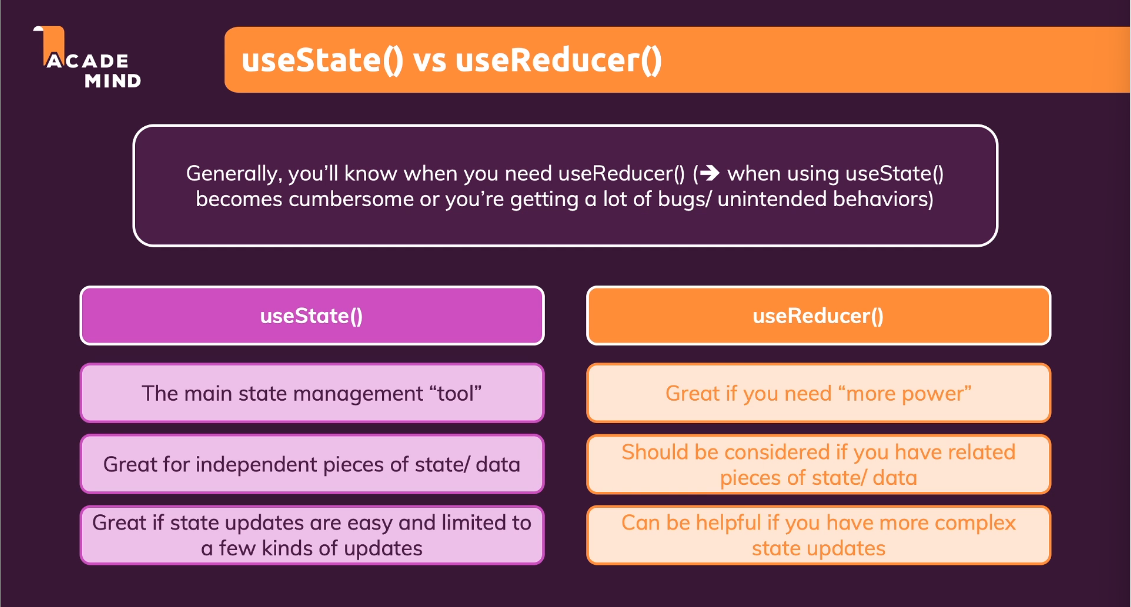 ACADE
MIND
useState() vs useReducer()
Generally, you’ll know when you need useReducer() (➔ when using useState()
becomes cumbersome or you’re getting a lot of bugs/ unintended behaviors)
useState()
The main state management “tool”
Great for independent pieces of state/ data
Great if state updates are easy and limited to
a few kinds of updates
useReducer()
Great if you need “more power”
Should be considered if you have related
pieces of state/ data
Can be helpful if you have more complex
state updates